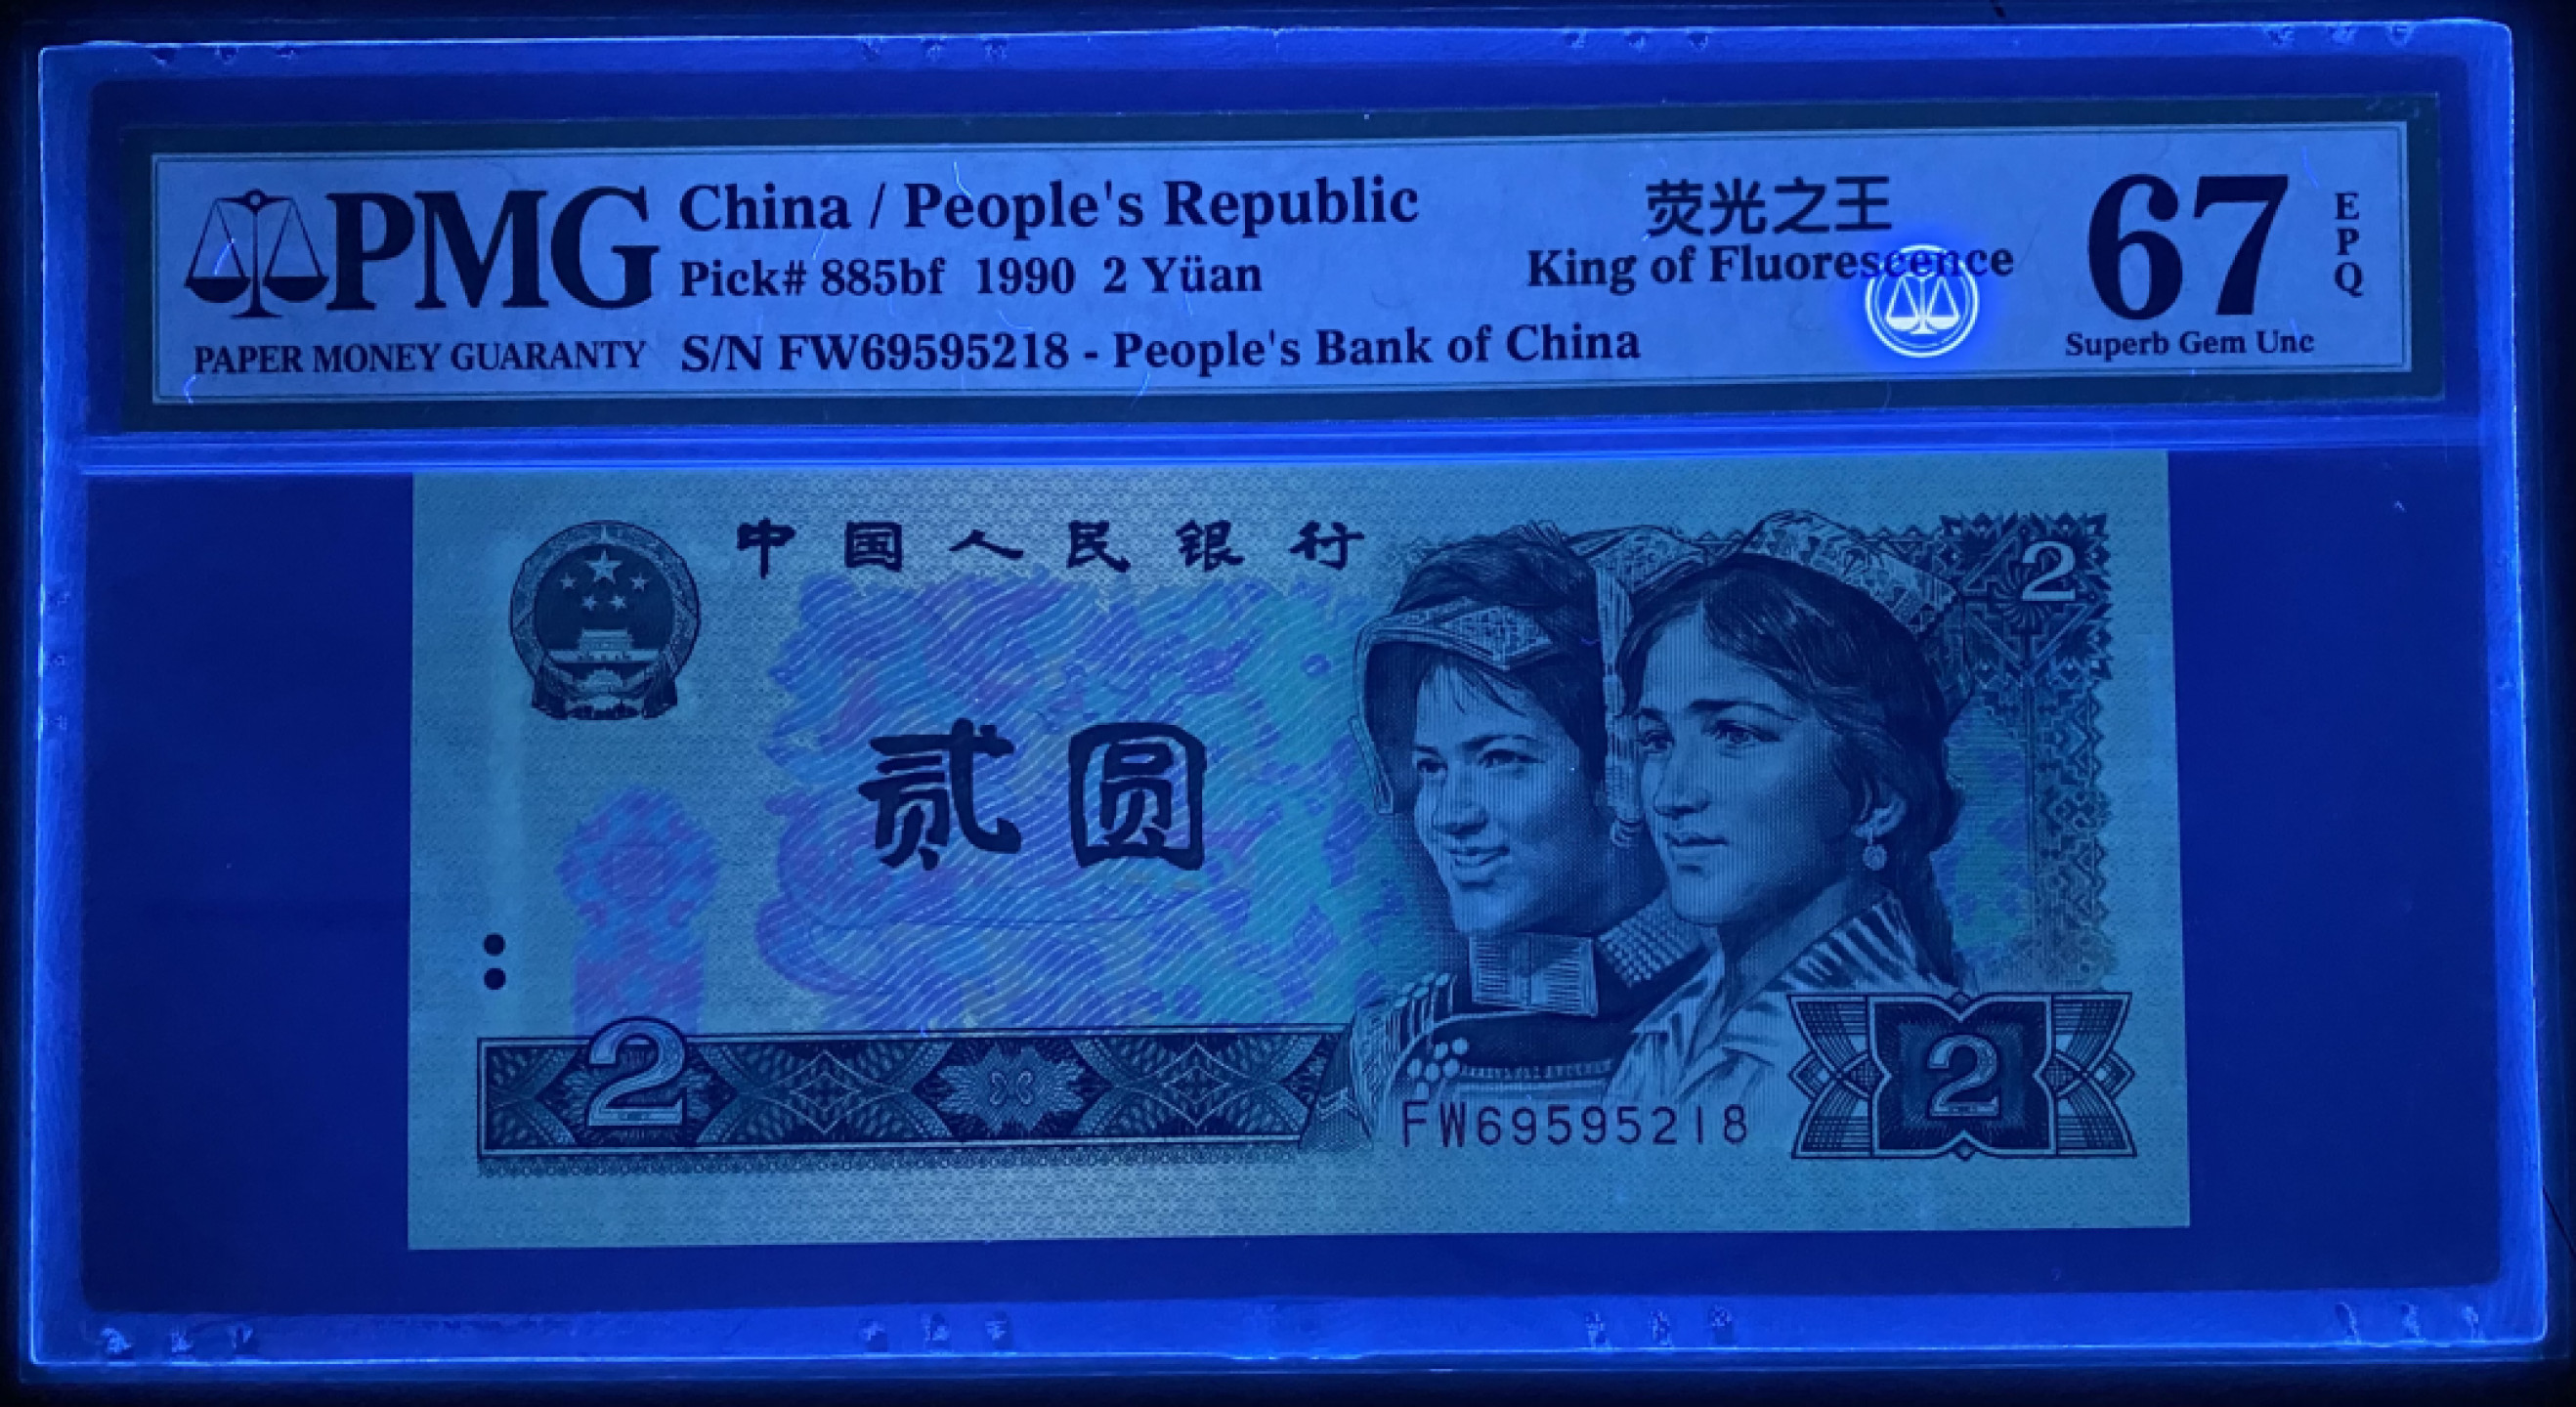 PMG
PAPER MONEY GUARANTY
China / People's Republic
Pick# 885bf 1990 2 Yüan
S/N FW69595218 - People's Bank of China
荧光之王
King of Fluorescence
67
EPQ
Superb Gem Unc
中国人民银行
2
贰圆
2
FW69595218
2